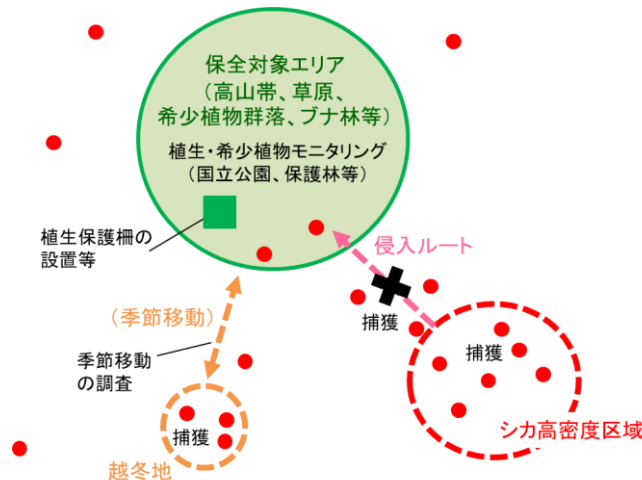 保全対象エリア
（高山帯、草原、
希少植物群落、ブナ林等）
植生・希少植物モニタリング
（国立公園、保護林等）
植生保護柵の
設置等
侵入ルート
捕獲
（季節移動）
季節移動
の調査
捕獲
シカ高密度区域
捕獲
越冬地